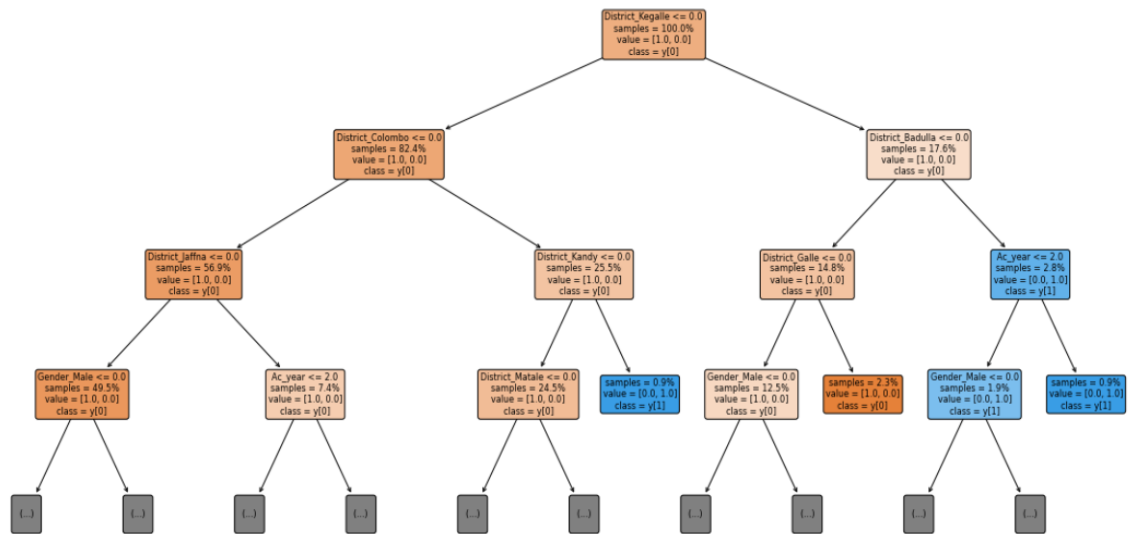 District_Kegalle <= 0.0
samples = 100.0%
value = [1.0, 0.0]
class = y[0]
District_Colombo <= 0.0
samples = 82.4%
value = [1.0, 0.0]
class = y[0]
District_Badulla <= 0.0
samples = 17.6%
value = [1.0, 0.0]
class = y[0]
District_Jaffna <= 0.0
samples = 56.9%
value = [1.0, 0.0]
class = y[0]
District_Kandy <= 0.0
samples = 25.5%
value = [1.0, 0.0]
class = y[0]
District_Galle <= 0.0
samples = 14.8%
value = [1.0, 0.0]
class = y[0]
Ac_year <= 2.0
samples = 2.8%
value = [0.0, 1.0]
class = y[1]
Gender_Male <= 0.0
samples = 49.5%
value = [1.0, 0.0]
class = y[0]
Ac_year <= 2.0
samples = 7.4%
value = [1.0, 0.0]
class = y[0]
District_Matale <= 0.0
samples = 24.5%
value = [1.0, 0.0]
class = y[0]
samples = 0.9%
value = [0.0, 1.0]
class = y[1]
Gender_Male <= 0.0
samples = 12.5%
value = [1.0, 0.0]
class = y[0]
samples = 2.3%
value = [1.0, 0.0]
class = y[0]
Gender_Male <= 0.0
samples = 1.9%
value = [0.0, 1.0]
class = y[1]
samples = 0.9%
value = [0.0, 1.0]
class = y[1]
(...)
(...)
(...)
(...)
(...)
(...)
(...)
(...)
(...)
(...)